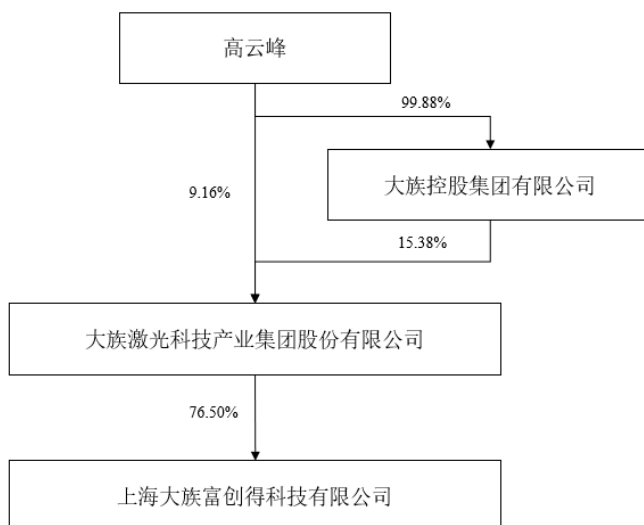 高云峰
99.88%
大族控股集团有限公司
9.16%
15.38%
大族激光科技产业集团股份有限公司
76.50%
上海大族富创得科技有限公司